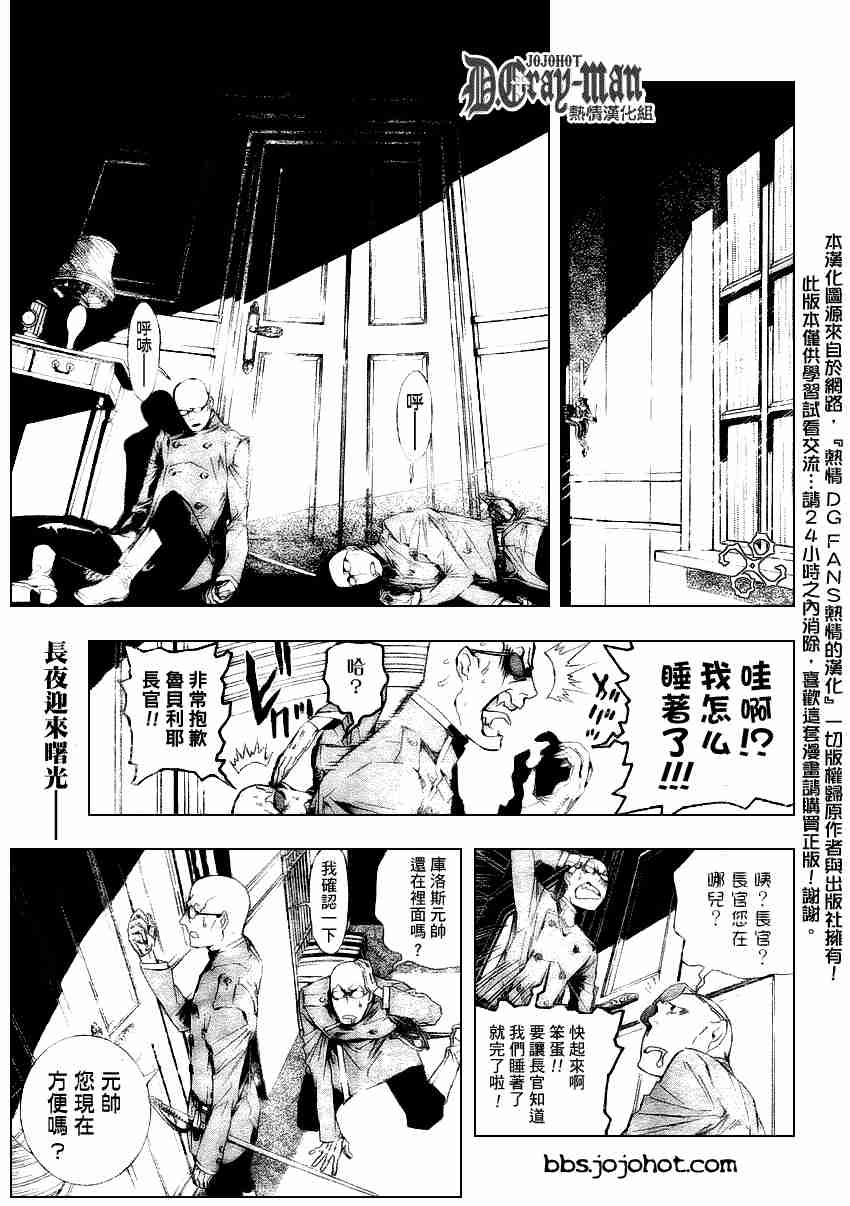 JOJOHOT
D.Gray-man
熱情漢化組
本漢化圖源來自於網路，『熱情DG FANS熱情的漢化』一切版權歸原作者與出版社擁有！
此版本僅供學習試看交流…請24小時之內消除，喜歡這套漫畫請購買正版！謝謝。
呼——
呼哧——
長夜迎來曙光——
哇啊!?
我怎么
睡著了!!!
哈？
非常抱歉
魯貝利耶
長官!!
咦？長官？
長官您在
哪兒？
快起來啊
笨蛋!!
要讓長官知道
我們睡著了
就完了啦！
庫洛斯元帥
還在裡面嗎？
我確認一下
元帥
您現在
方便嗎？
bbs.jojohot.com